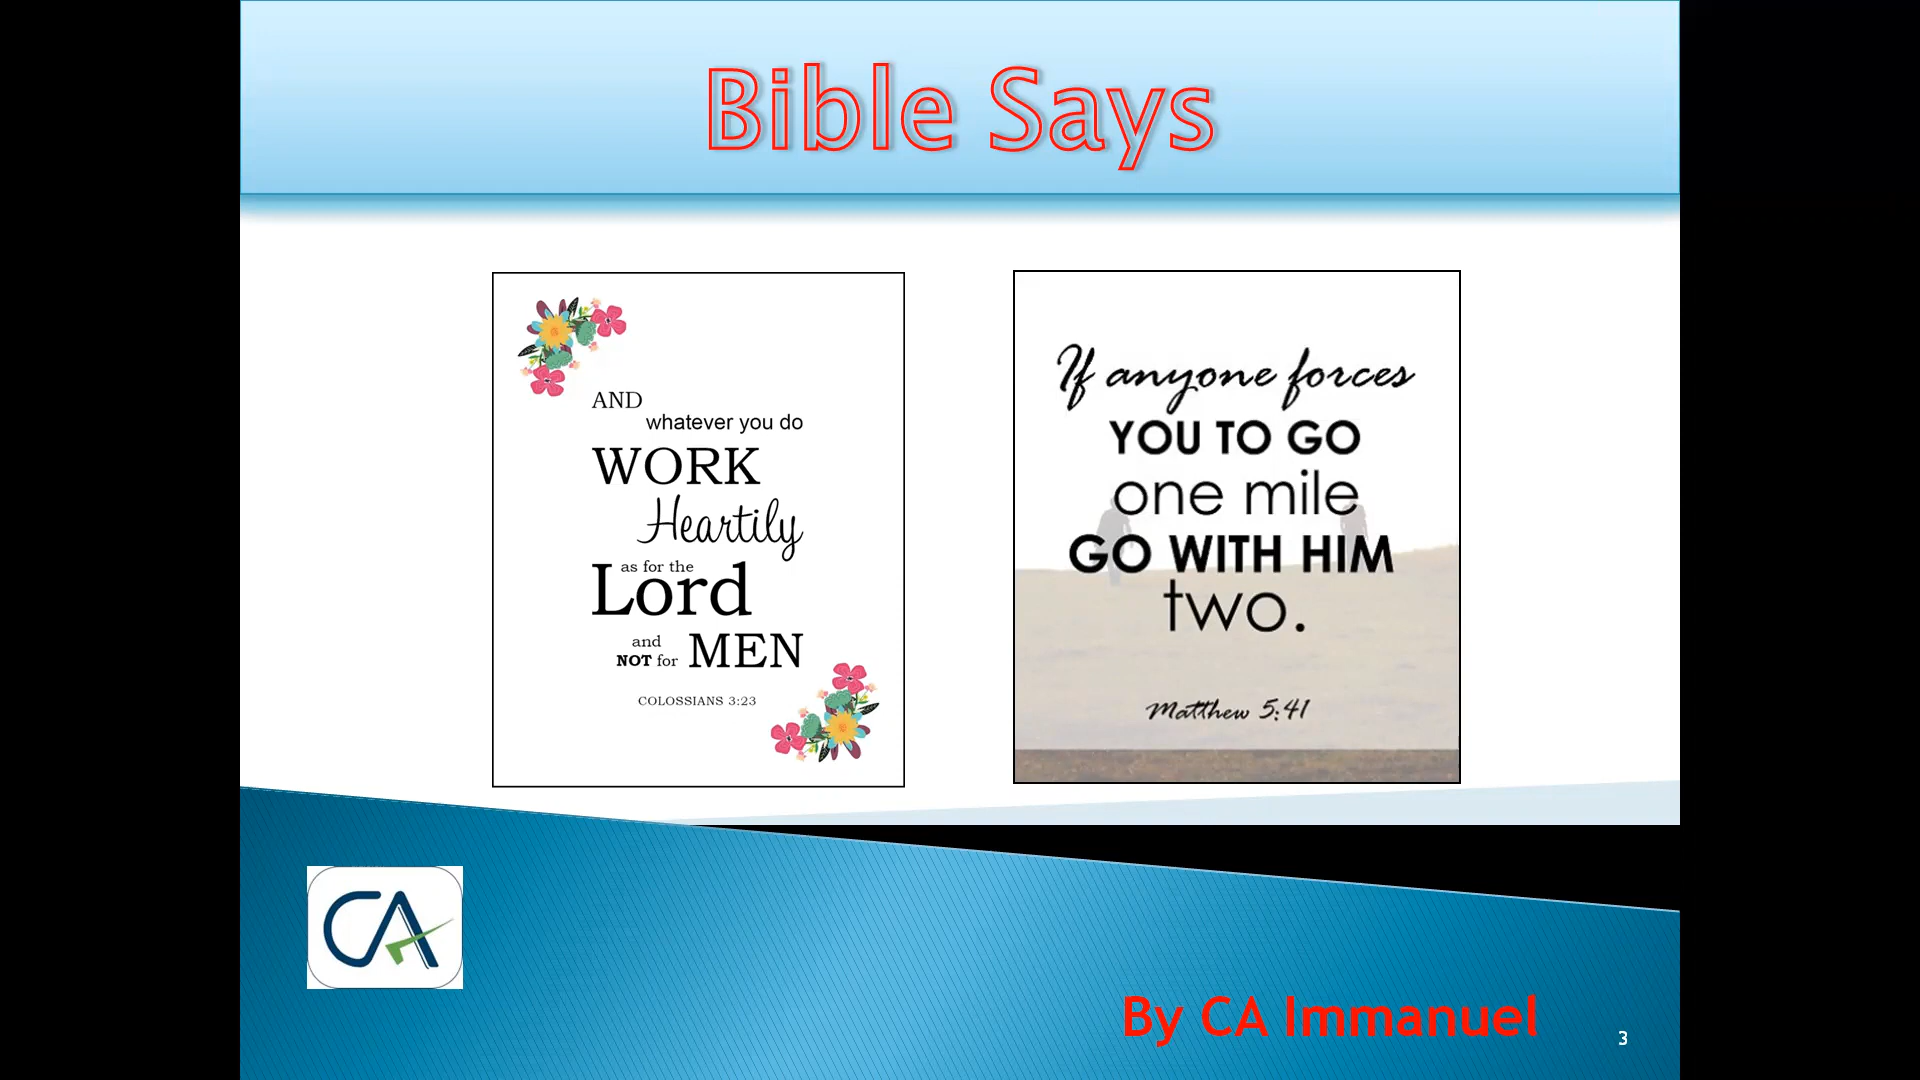 Bible Says
AND
whatever you do
WORK
Heartily
as for the
Lord
and
NOT for MEN
COLOSSIANS 3:23
If anyone forces
YOU TO GO
one mile
GO WITH HIM
two.
Matthew 5:41
CA
By CA Immanuel
3